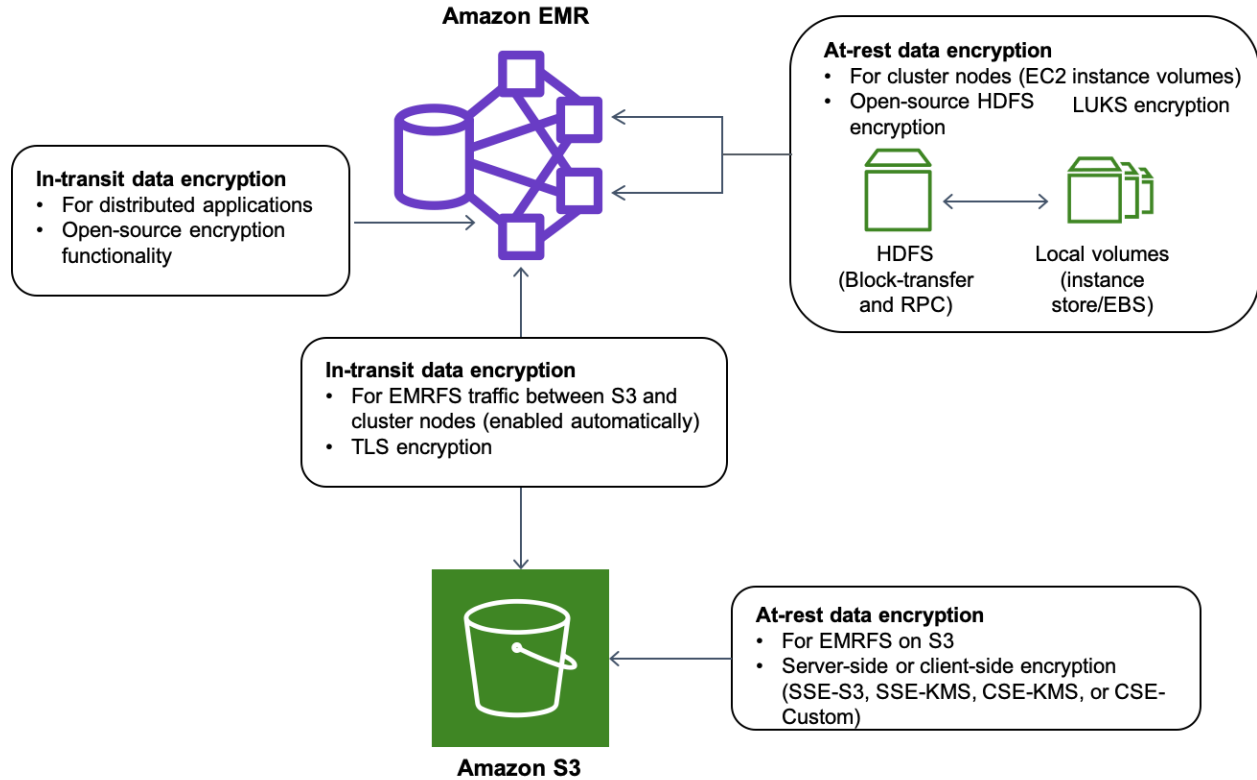 Amazon EMR
At-rest data encryption
• For cluster nodes (EC2 instance volumes)
• Open-source HDFS
encryption
LUKS encryption
HDFS
(Block-transfer
and RPC)
Local volumes
(instance
store/EBS)
In-transit data encryption
• For distributed applications
• Open-source encryption
functionality
In-transit data encryption
• For EMRFS traffic between S3 and
cluster nodes (enabled automatically)
• TLS encryption
At-rest data encryption
• For EMRFS on S3
• Server-side or client-side encryption
(SSE-S3, SSE-KMS, CSE-KMS, or CSE-
Custom)
Amazon S3